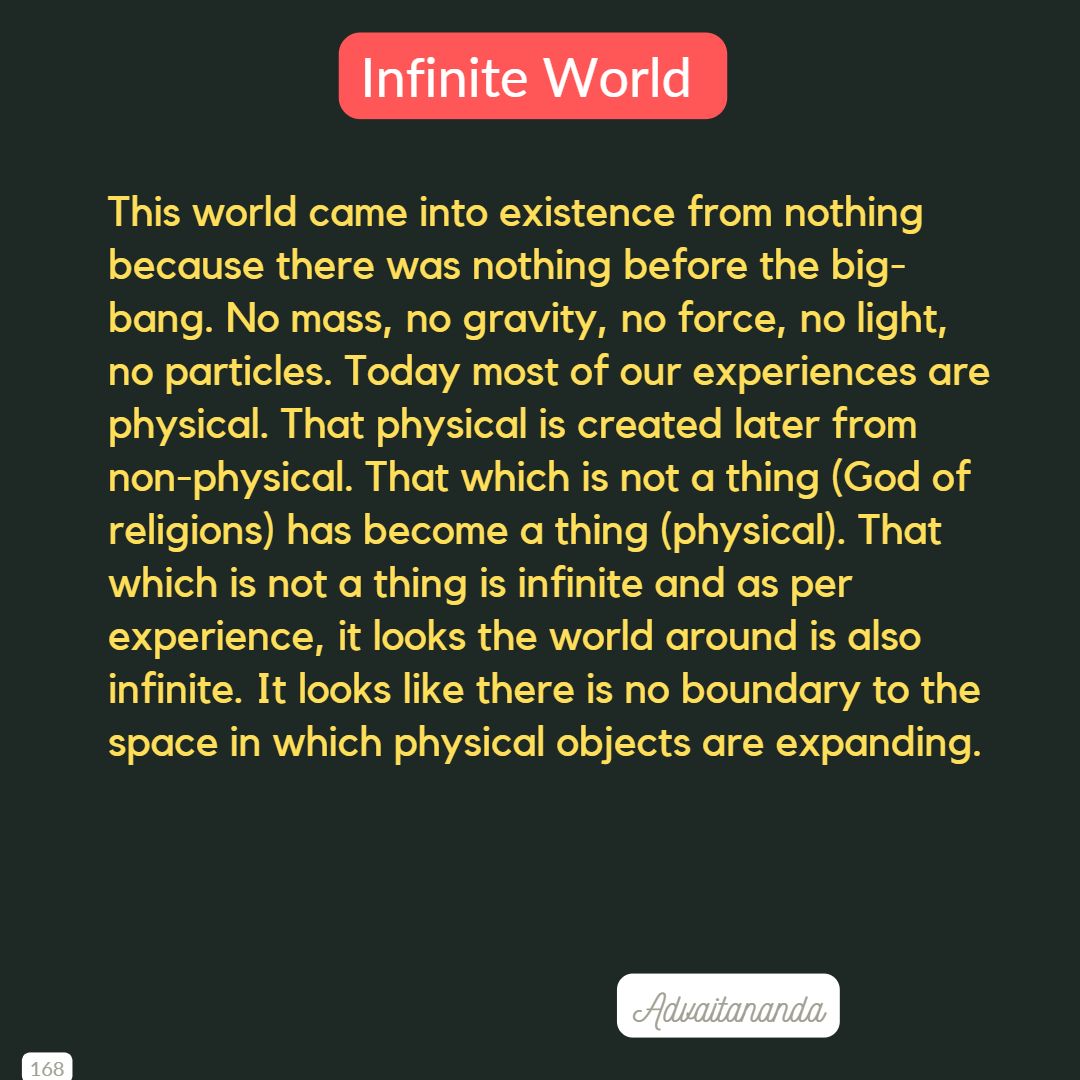 Infinite World
This world came into existence from nothing
because there was nothing before the big-
bang. No mass, no gravity, no force, no light,
no particles. Today most of our experiences are
physical. That physical is created later from
non-physical. That which is not a thing (God of
religions) has become a thing (physical). That
which is not a thing is infinite and as per
experience, it looks the world around is also
infinite. It looks like there is no boundary to the
space in which physical objects are expanding.
Advaitananda
168